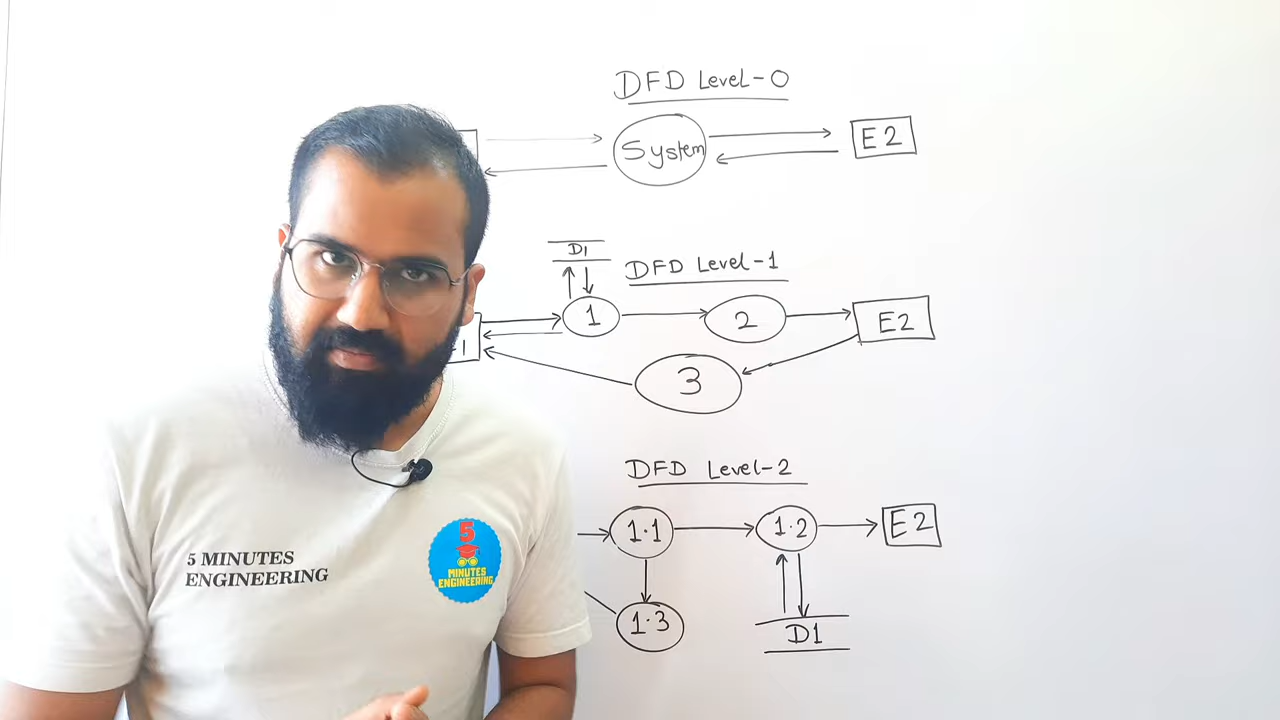 DFD Level-0
System
E2
D1
DFD Level-1
1
2
E2
3
DFD Level-2
1.1
1.2
E2
1.3
D1
5 MINUTES
ENGINEERING
5
MINUTES
ENGINEERING